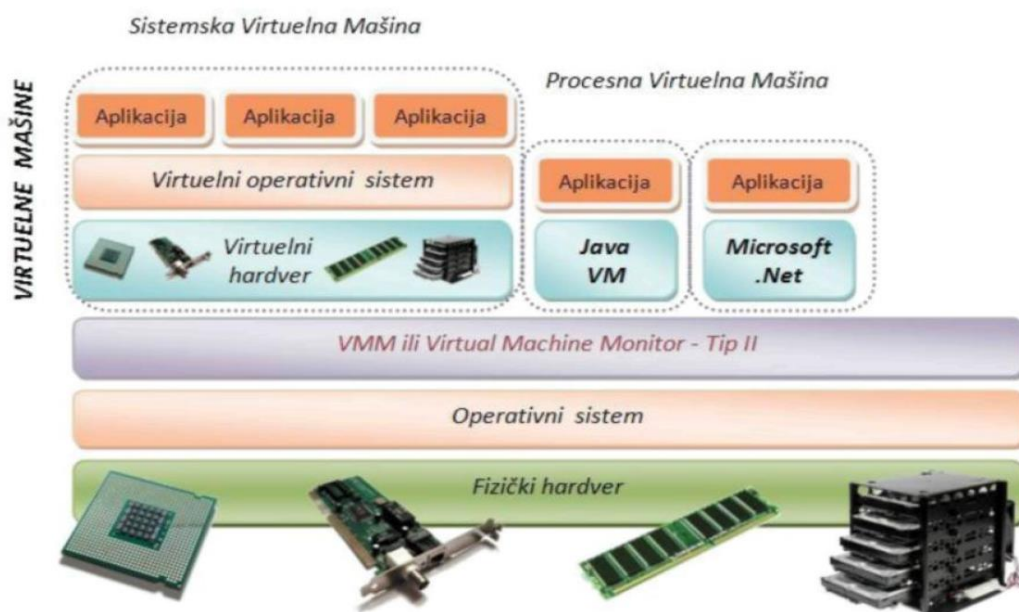 Sistemska Virtuelna Mašina
Procesna Virtuelna Mašina
VIRTUELNE MAŠINE
Aplikacija
Aplikacija
Aplikacija
Virtuelni operativni sistem
Aplikacija
Aplikacija
Virtuelni
hardver
Java
VM
Microsoft
.Net
VMM ili Virtual Machine Monitor - Tip II
Operativni sistem
Fizički hardver